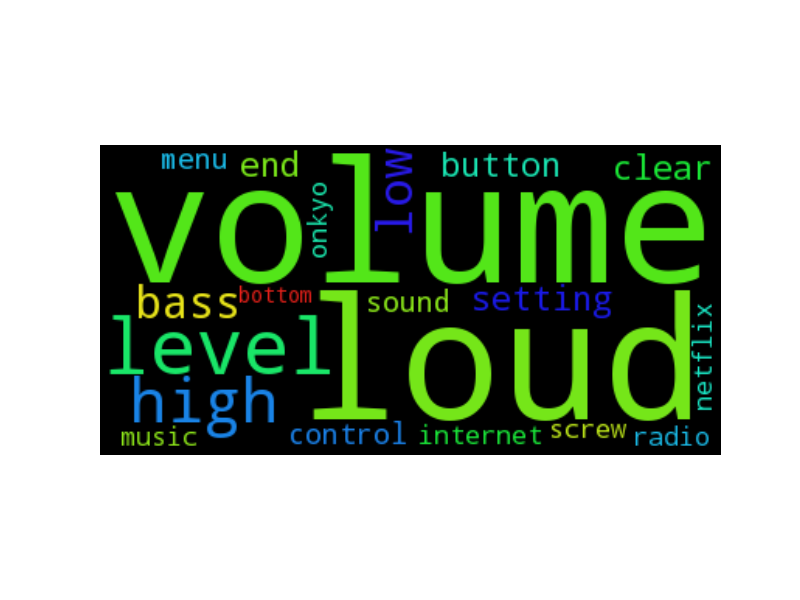 menu end low button clear
volume
onkyo
bass bottom sound setting
level loud netflix
high
music control internet screw radio